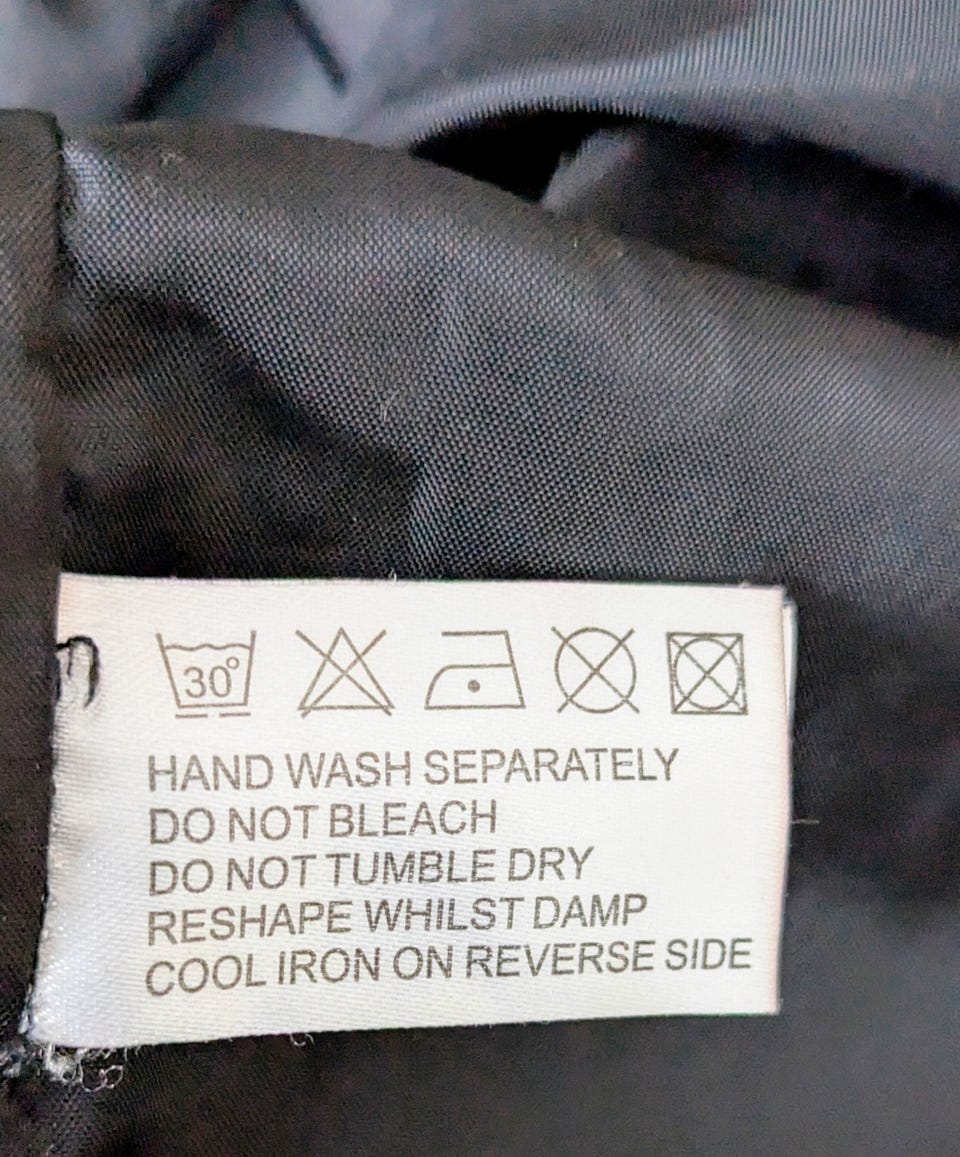 30°
HAND WASH SEPARATELY
DO NOT BLEACH
DO NOT TUMBLE DRY
RESHAPE WHILST DAMP
COOL IRON ON REVERSE SIDE